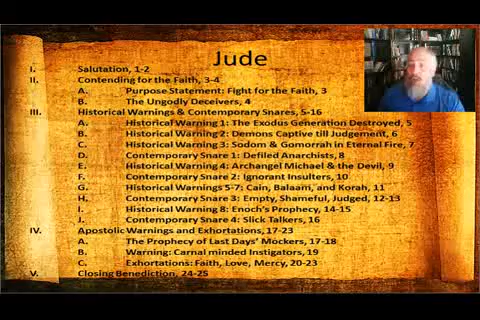 Jude
I. Salutation, 1-2
II. Contending for the Faith, 3-4
A. Purpose Statement: Fight for the Faith, 3
B. The Ungodly Deceivers, 4
III. Historical Warnings & Contemporary Snares, 5-16
A. Historical Warning 1: The Exodus Generation Destroyed, 5
B. Historical Warning 2: Demons Captive till Judgement, 6
C. Historical Warning 3: Sodom & Gomorrah in Eternal Fire, 7
D. Contemporary Snare 1: Defiled Anarchists, 8
E. Historical Warning 4: Archangel Michael & the Devil, 9
F. Contemporary Snare 2: Ignorant Insulters, 10
G. Historical Warnings 5-7: Cain, Balaam, and Korah, 11
H. Contemporary Snare 3: Empty, Shameful, Judged, 12-13
I. Historical Warning 8: Enoch's Prophecy, 14-15
J. Contemporary Snare 4: Slick Talkers, 16
IV. Apostolic Warnings and Exhortations, 17-23
A. The Prophecy of Last Days' Mockers, 17-18
B. Warning: Carnal minded Instigators, 19
C. Exhortations: Faith, Love, Mercy, 20-23
V. Closing Benediction, 24-25